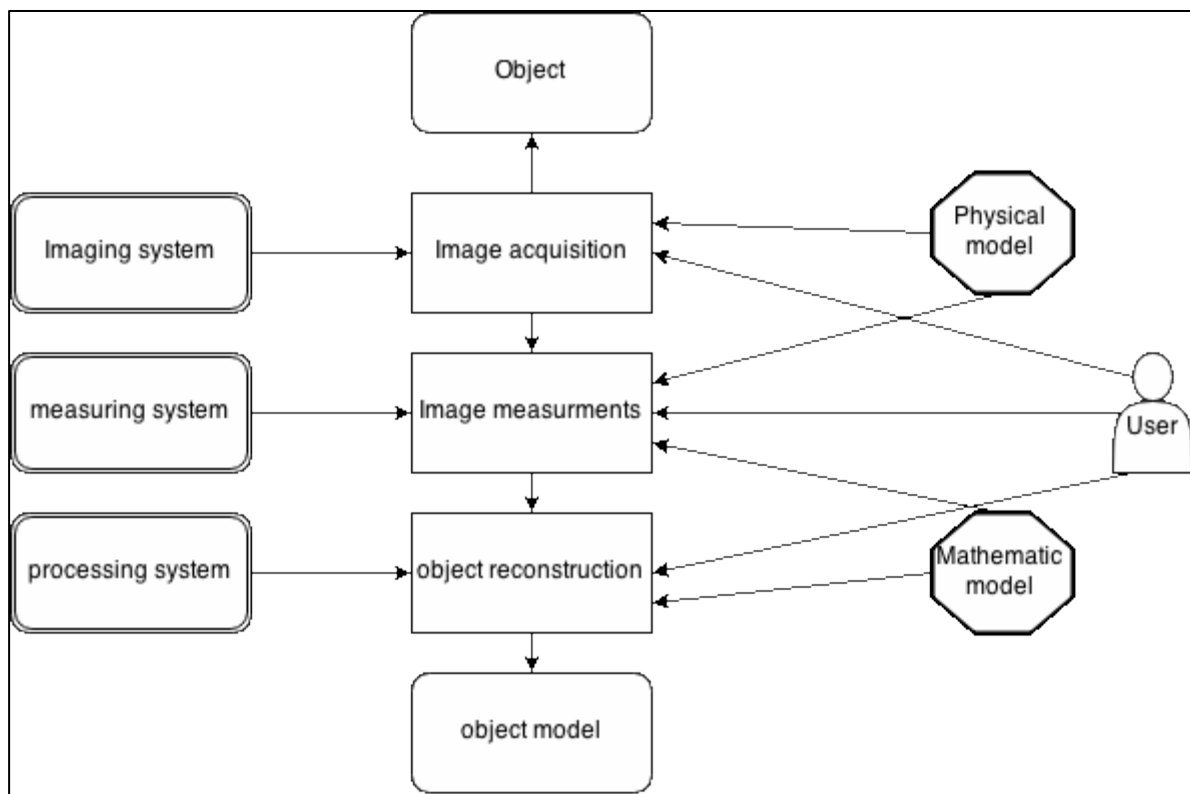 Object
Imaging system
Image acquisition
Physical
model
measuring system
Image measurments
User
processing system
object reconstruction
Mathematic
model
object model